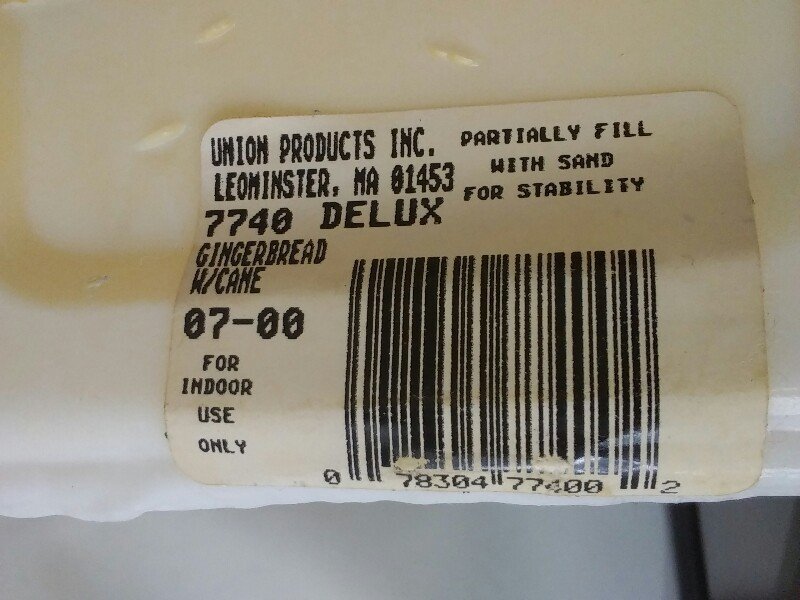 UNION PRODUCTS INC.
LEOMINSTER, MA 01453
PARTIALLY FILL
WITH SAND
FOR STABILITY
7740 DELUX
GINGERBREAD
W/CANE
07-00
FOR
INDOOR
USE
ONLY
0 78304 77400 2